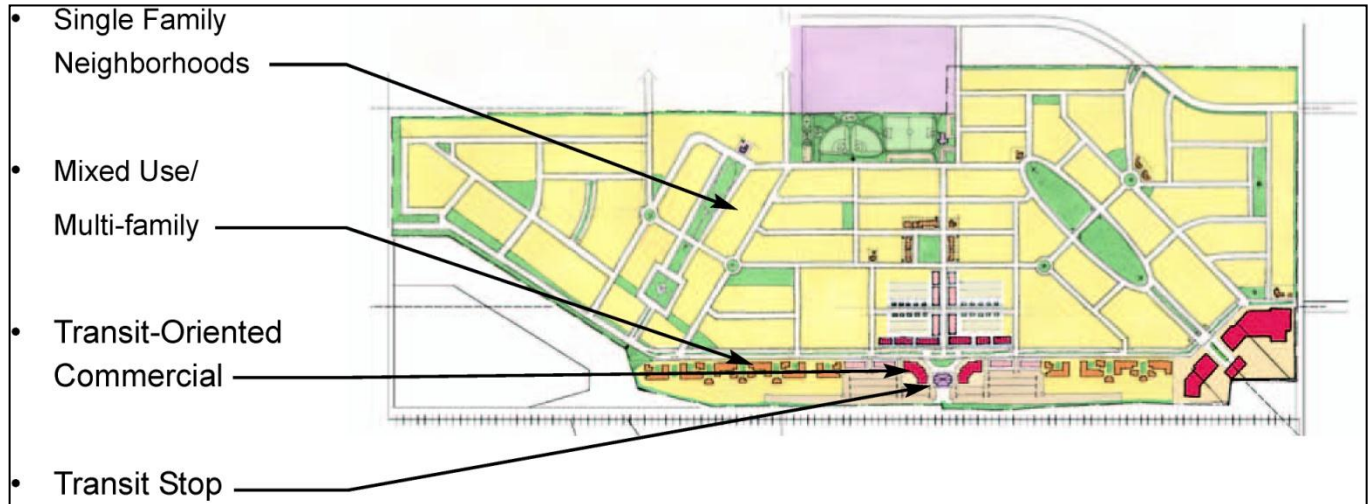 • Single Family
Neighborhoods
• Mixed Use/
Multi-family
• Transit-Oriented
Commercial
• Transit Stop